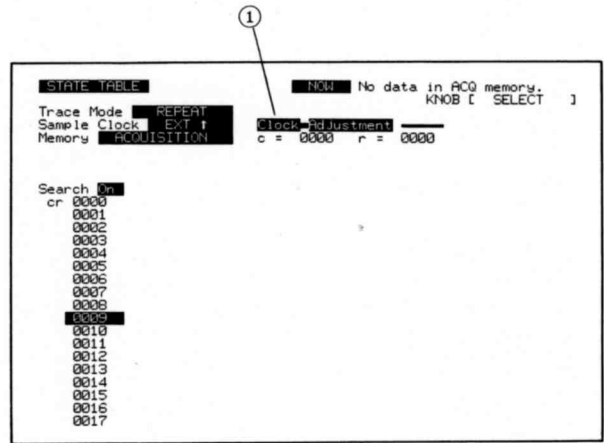 ①
STATE TABLE NOW No data in ACQ memory.
KNOB [ SELECT ]
Trace Mode REPEAT
Sample Clock EXT ↑ Clock Adjustment
Memory ACQUISITION c = 0000 r = 0000
Search On
cr 0000
0001
0002
0003
0004
0005
0006
0007
0008
0009
0010
0011
0012
0013
0014
0015
0016
0017